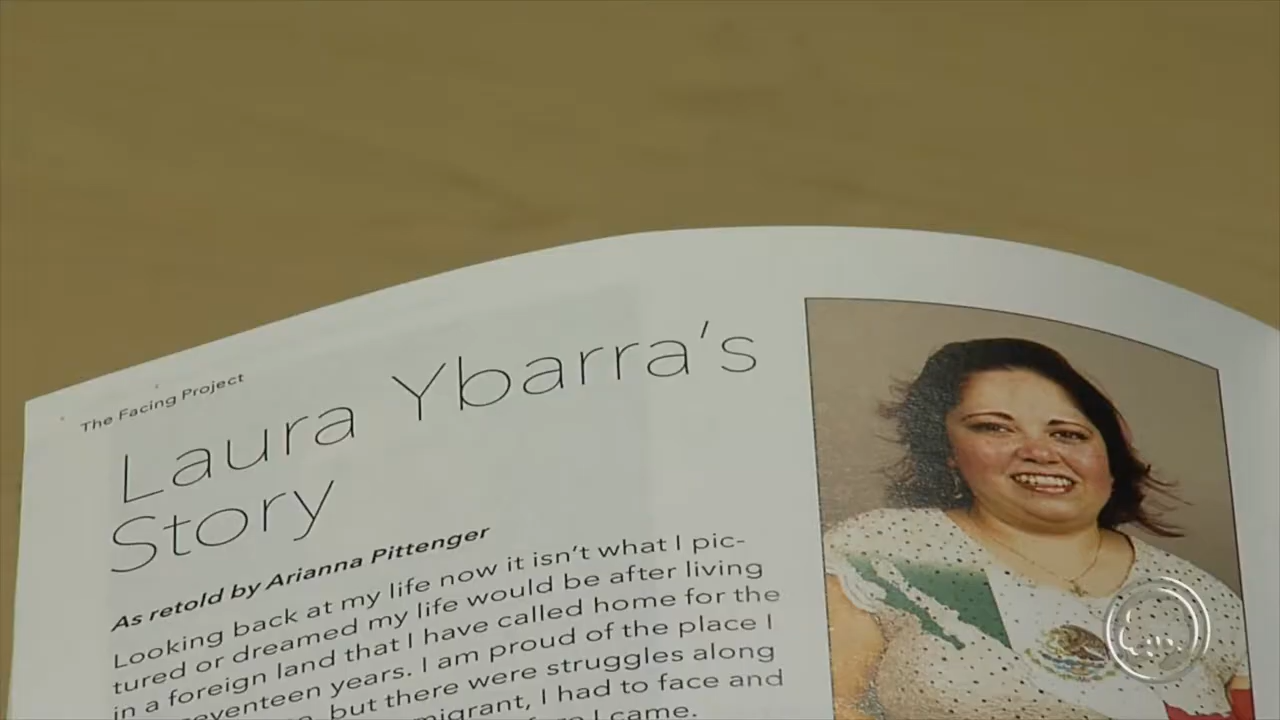 The Facing Project
Laura Ybarra's
Story
As retold by Arianna Pittenger
Looking back at my life now it isn't what I pic-
tured or dreamed my life would be after living
in a foreign land that I have called home for the
seventeen years. I am proud of the place I
but there were struggles along
I had to face and
I came.